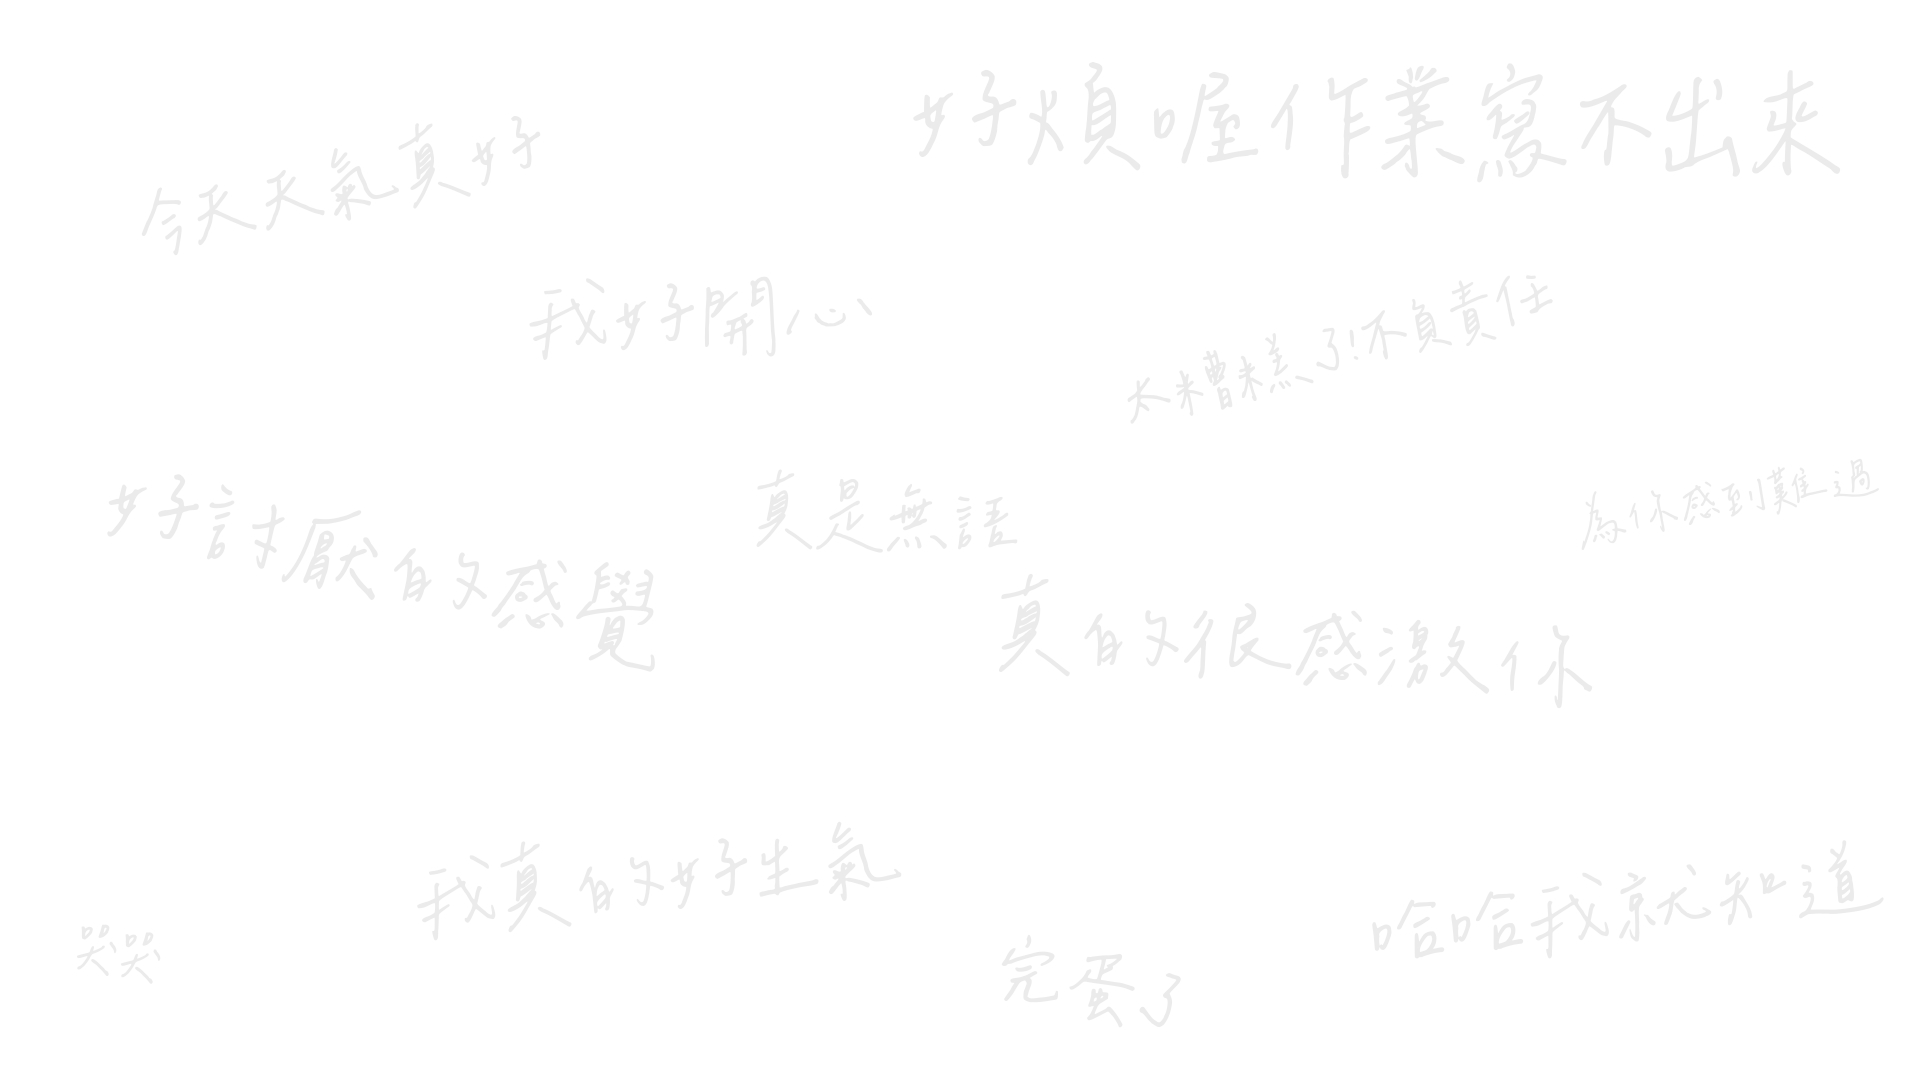 好煩喔作業寫不出來
今天天氣真好
我好開心
太糟糕了!不負責任
好討厭的感覺
真是無語
為你感到難過
真的很感激你
我真的好生氣
哈哈我就知道
哭哭
完蛋了